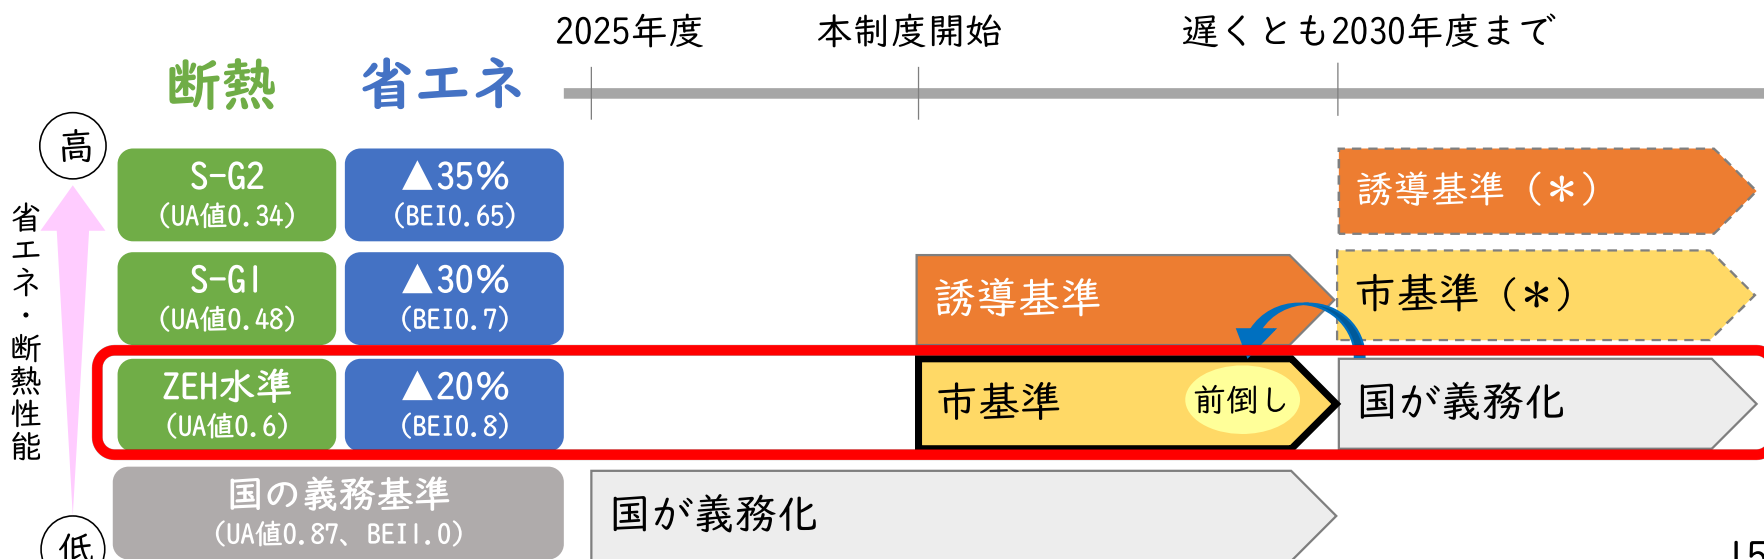 2025年度
本制度開始
遅くとも2030年度まで
断熱
省エネ
高
省エネ・断熱性能
低
S-G2
(UA値0.34)
▲35%
(BEI0.65)
誘導基準（＊）
S-G1
(UA値0.48)
▲30%
(BEI0.7)
誘導基準
市基準（＊）
ZEH水準
(UA値0.6)
▲20%
(BEI0.8)
市基準
前倒し
国が義務化
国の義務基準
(UA値0.87、BEI1.0)
国が義務化
15